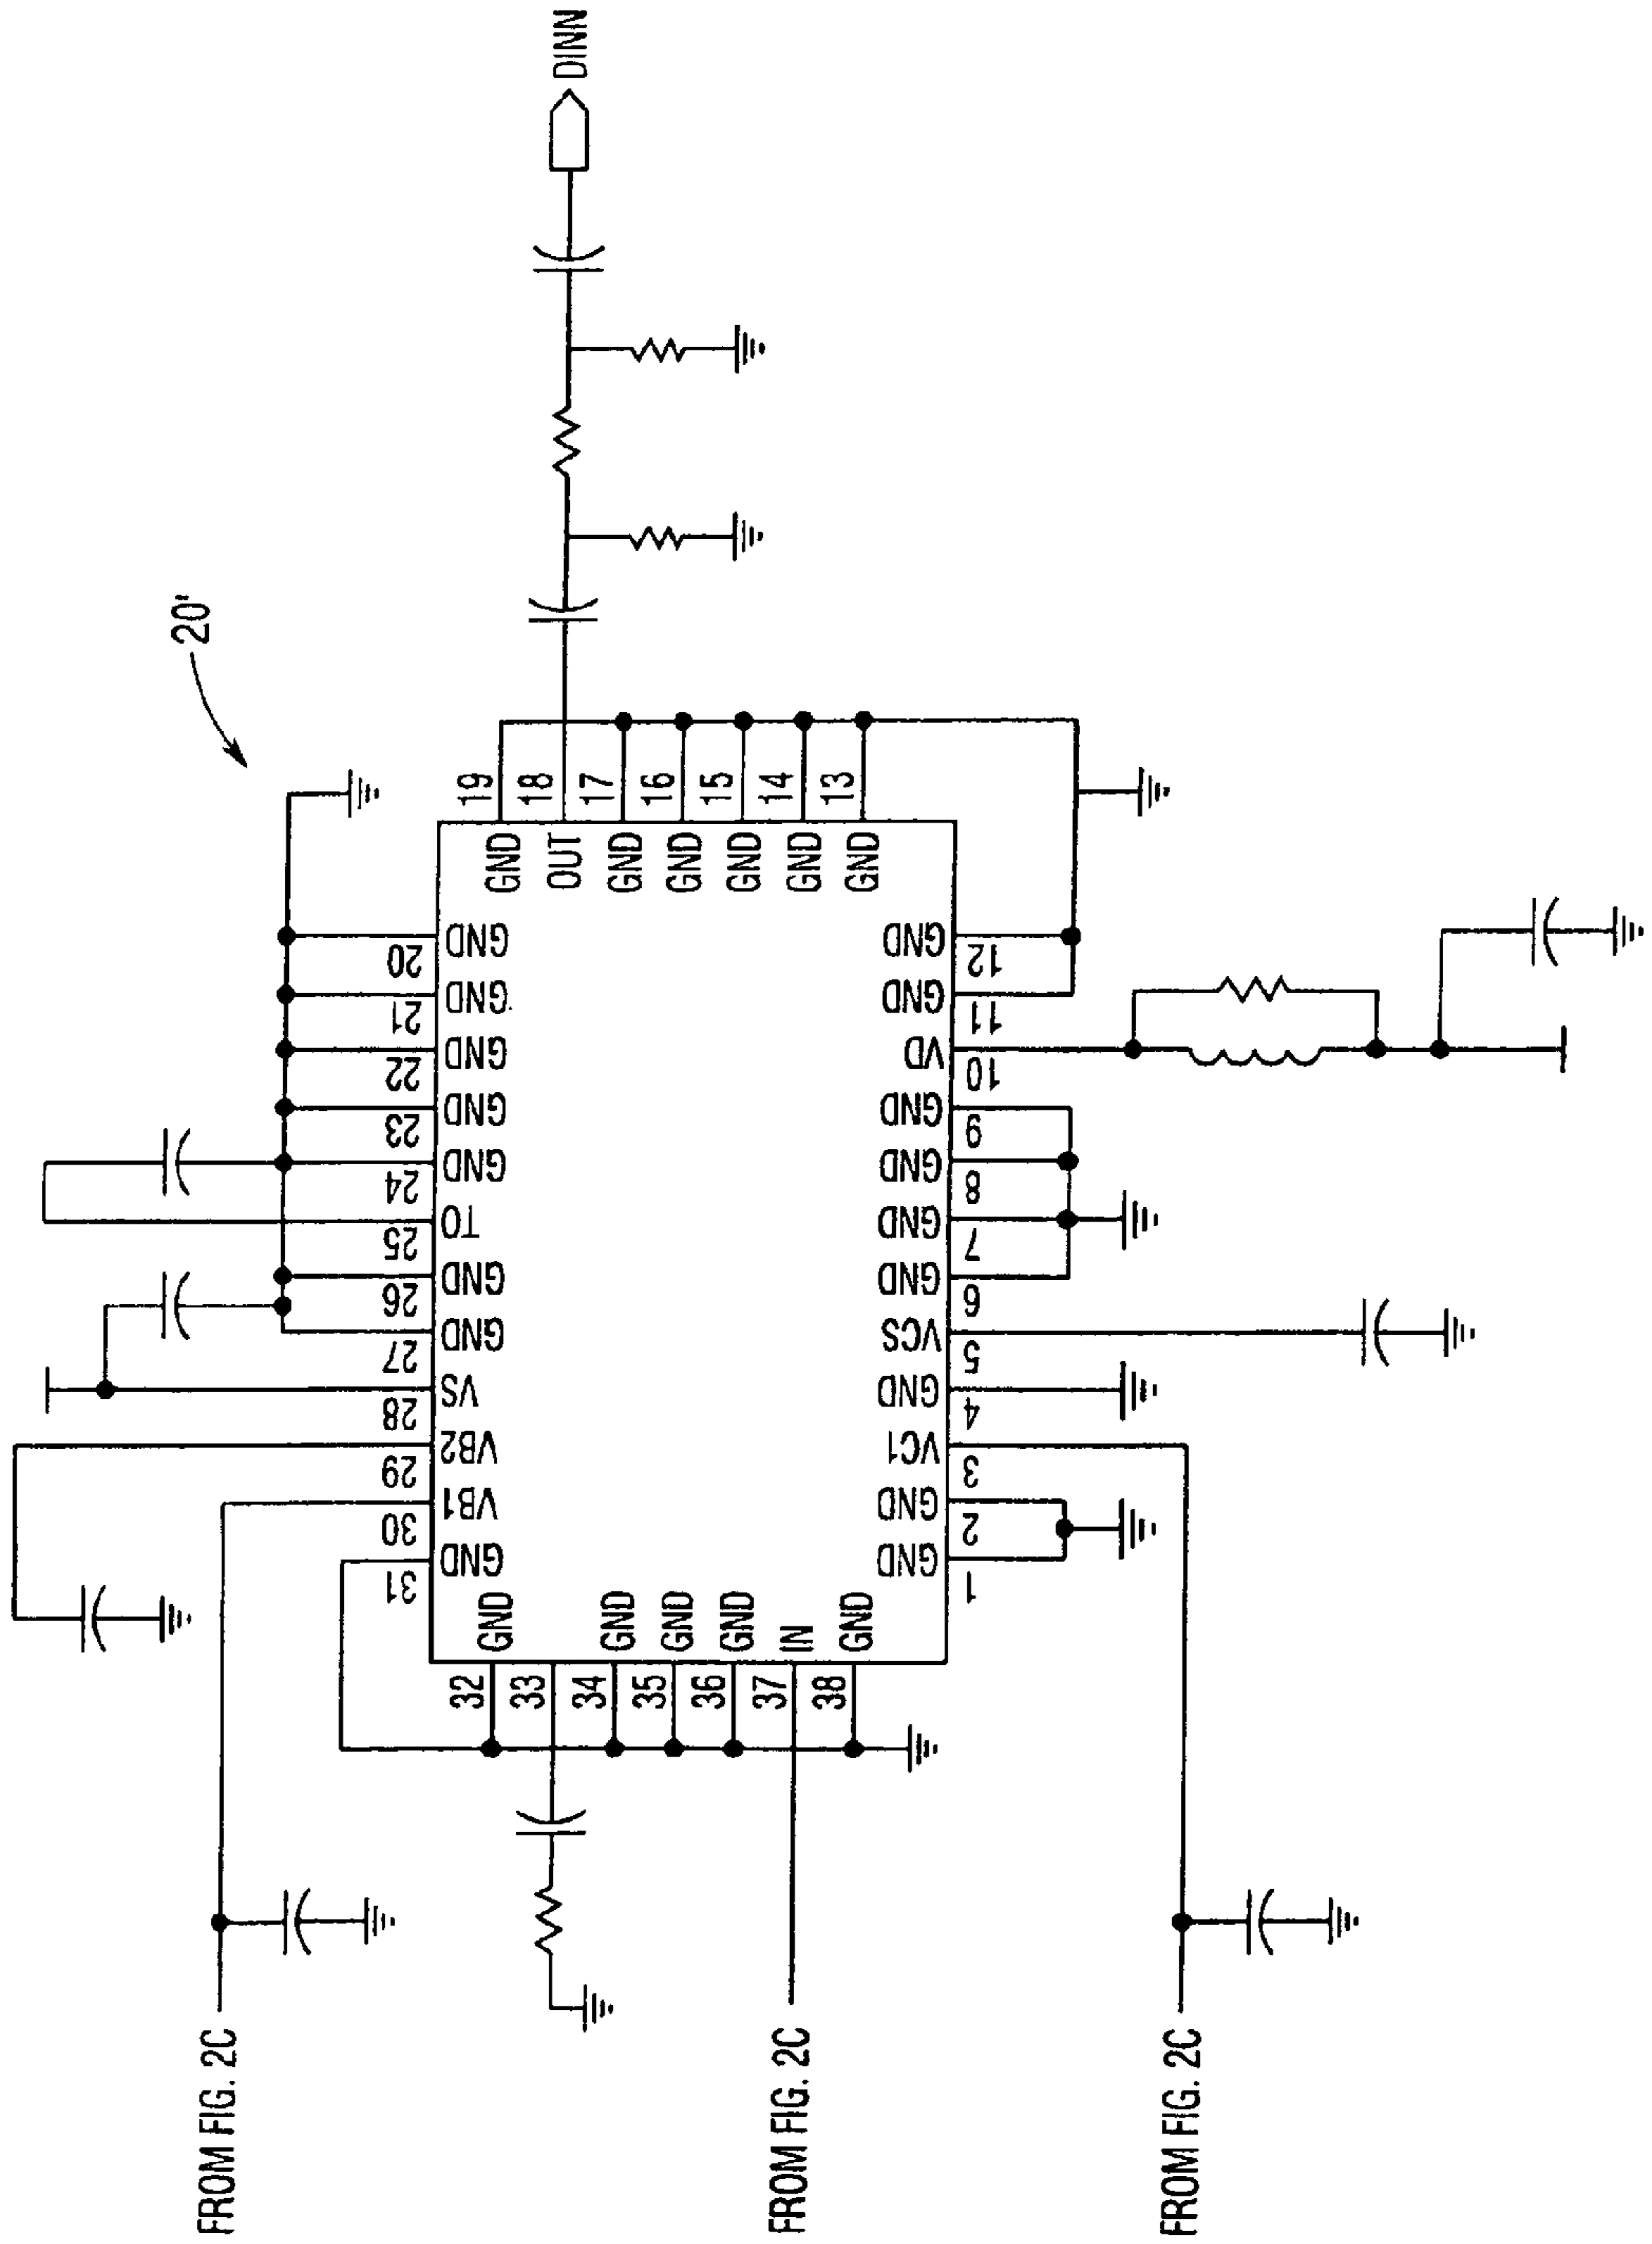 DINN
20'
19
18
17
16
15
14
13
GND
OUT
GND
GND
GND
GND
GND
20
21
22
23
24
25
26
27
28
29
30
31
GND
GND
GND
GND
GND
TO
GND
GND
VS
VB2
VB1
GND
GND
GND
VD
GND
GND
GND
GND
VCS
GND
VC1
GND
GND
12
11
10
9
8
7
6
5
4
3
2
1
GND
GND
GND
GND
IN
GND
32
33
34
35
36
37
38
FROM FIG. 2C
FROM FIG. 2C
FROM FIG. 2C